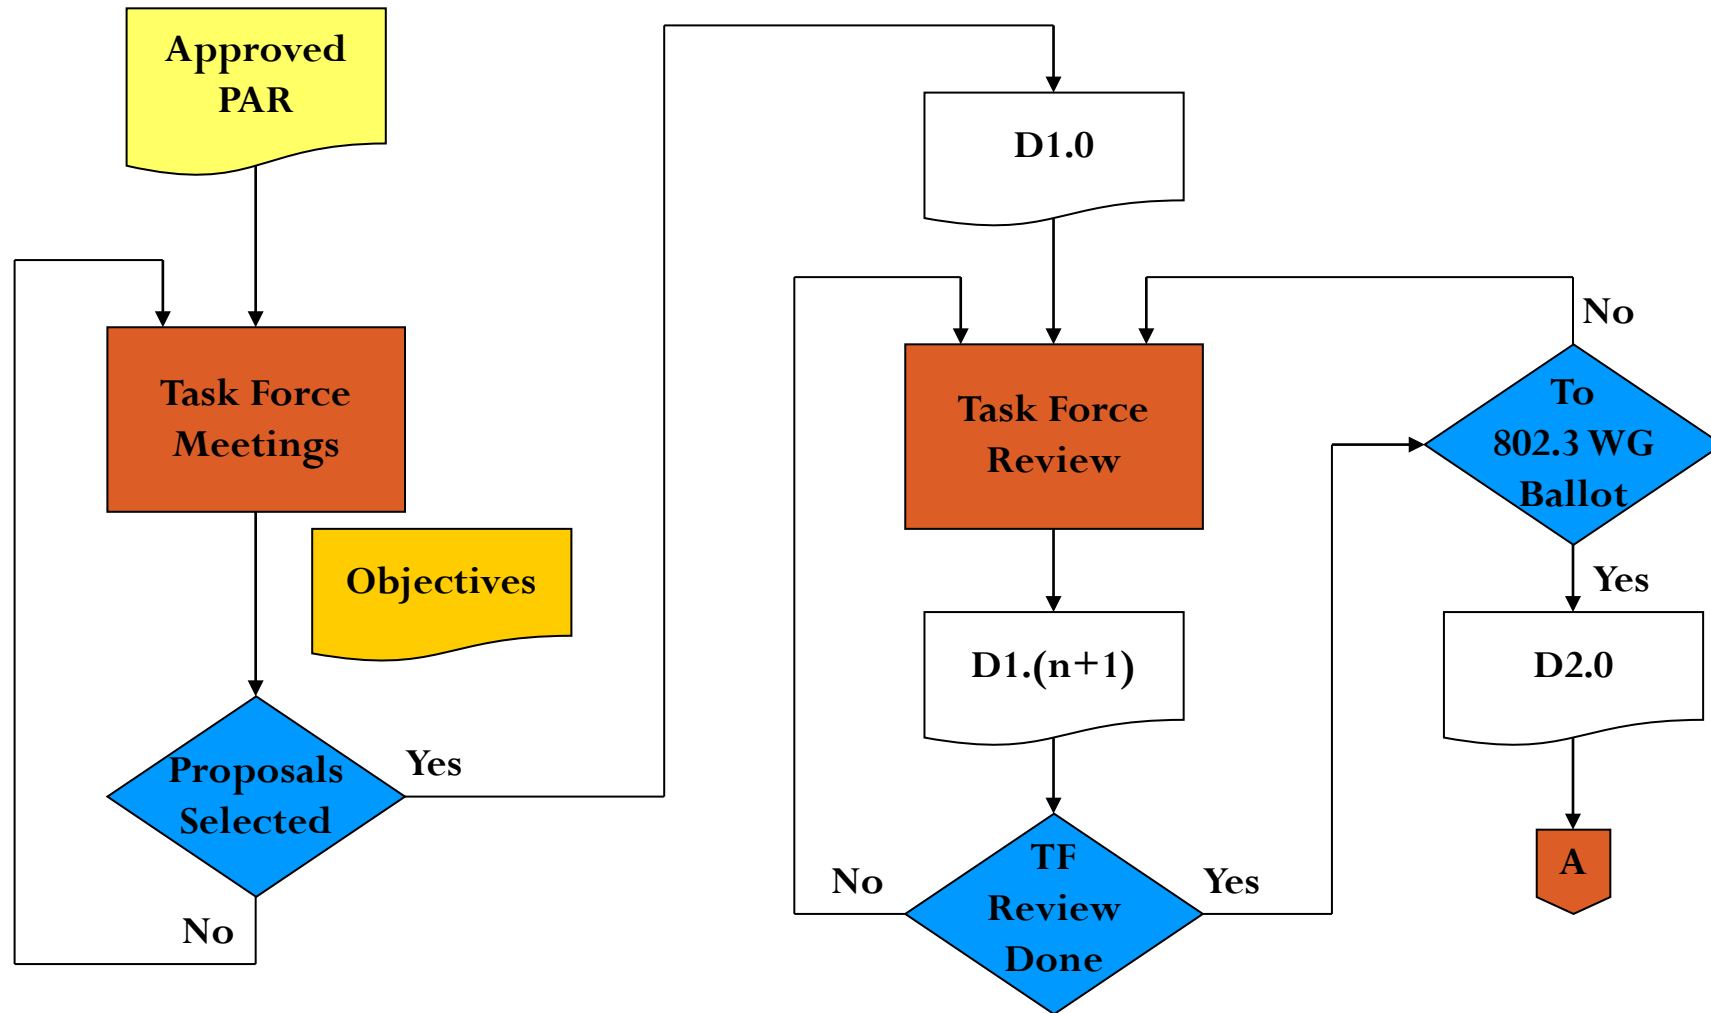 Approved
PAR
Task Force
Meetings
Objectives
Proposals
Selected
Yes
No
D1.0
Task Force
Review
D1.(n+1)
TF
Review
Done
No
Yes
To
802.3 WG
Ballot
No
Yes
D2.0
A